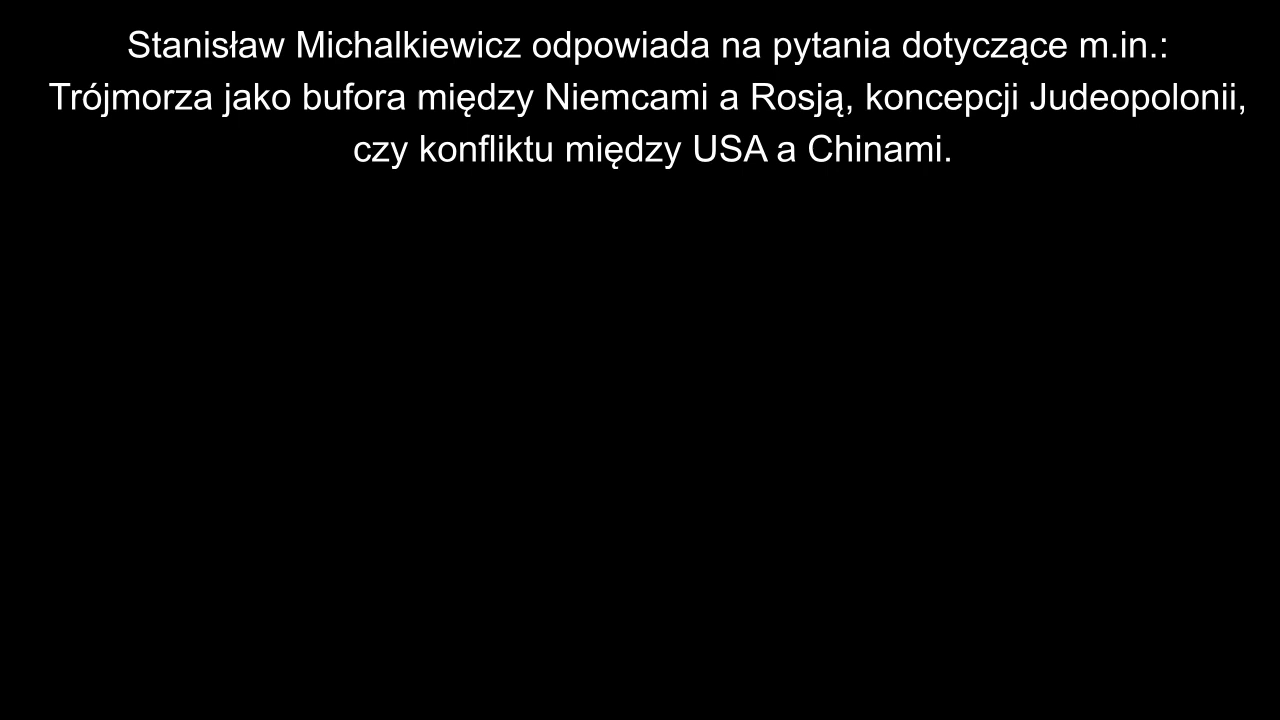 Stanisław Michalkiewicz odpowiada na pytania dotyczące m.in.:
Trójmorza jako bufora między Niemcami a Rosją, koncepcji Judeopolonii,
czy konfliktu między USA a Chinami.